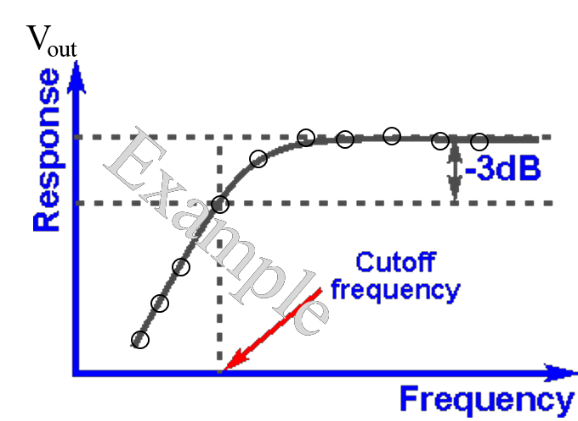 Vout
Response
Example
-3dB
Cutoff
frequency
Frequency